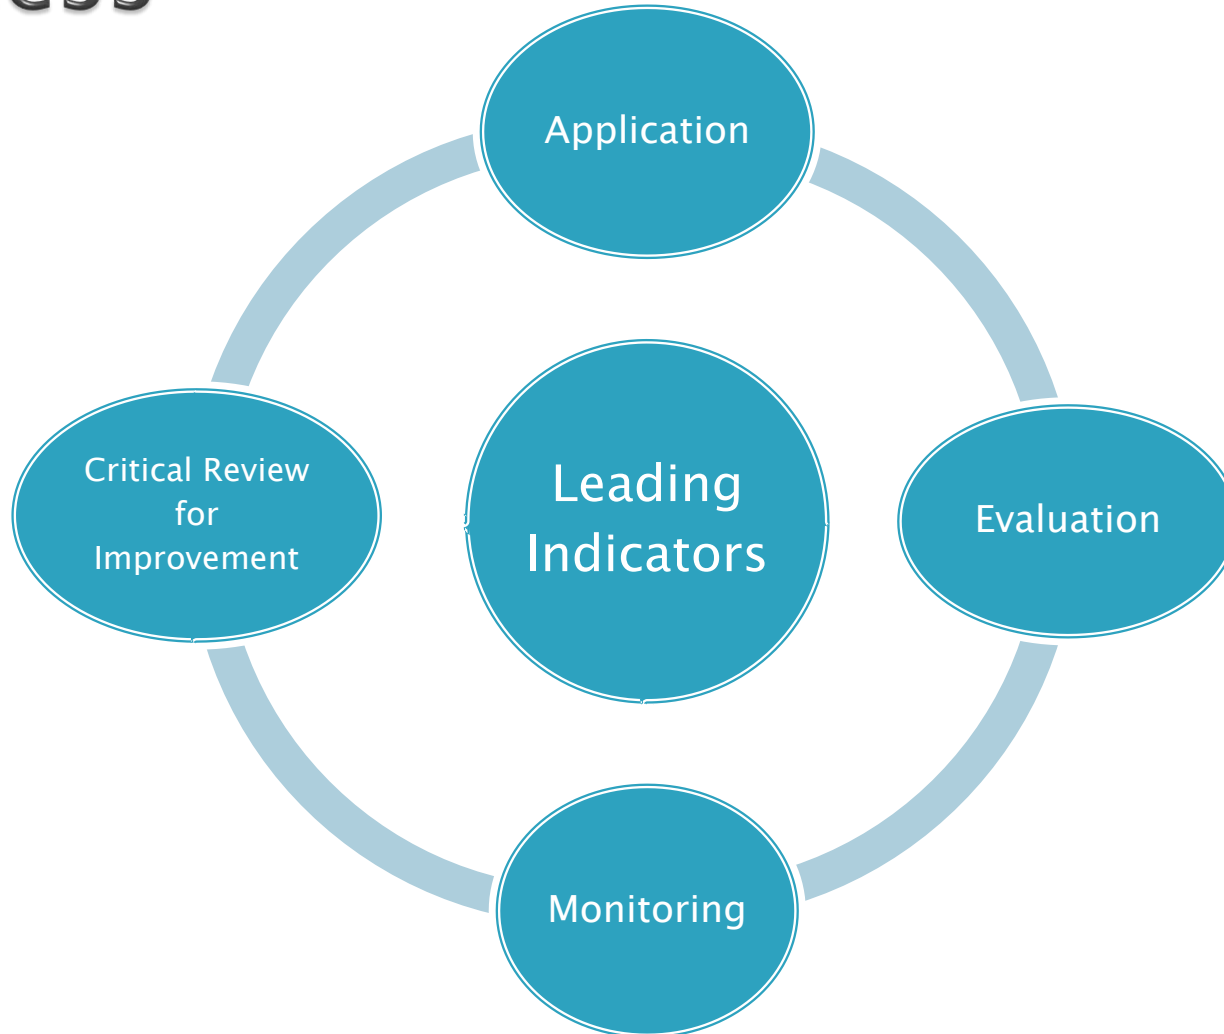 Application
Critical Review
for
Improvement
Leading
Indicators
Evaluation
Monitoring